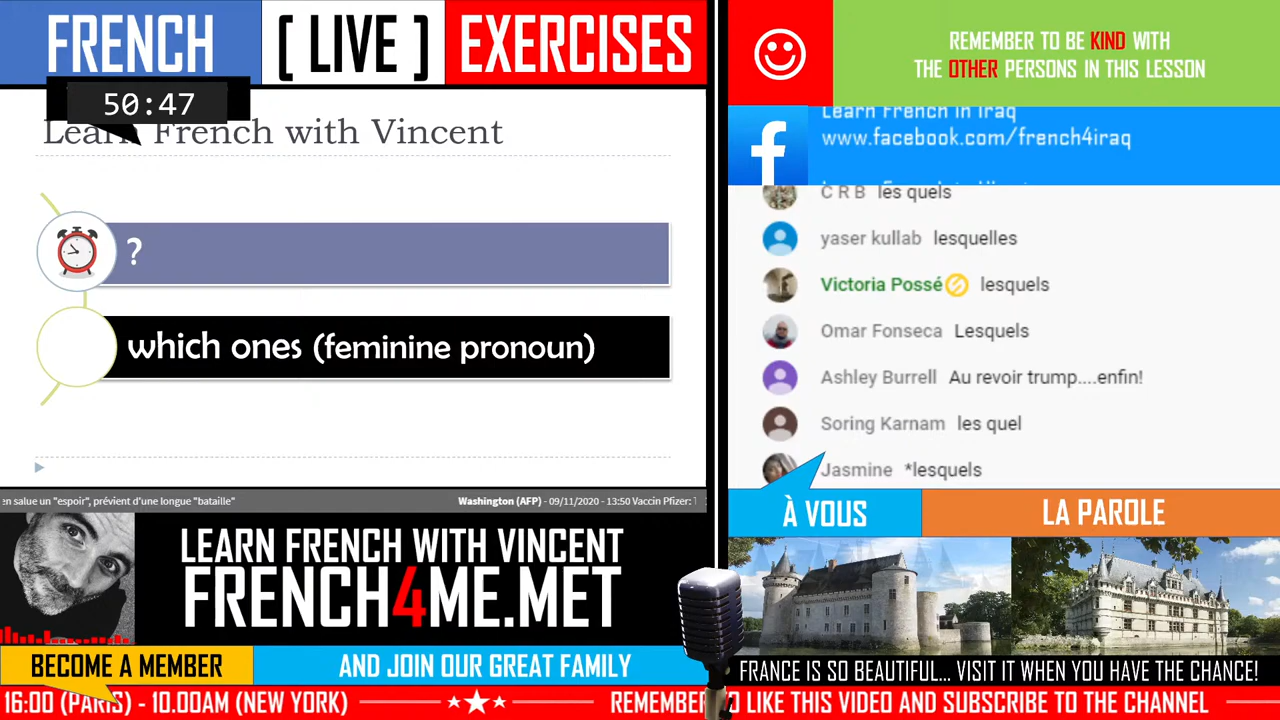 FRENCH
[ LIVE ]
EXERCISES
50:47
Learn French with Vincent
?
which ones (feminine pronoun)
en salue un "espoir", prévient d'une longue "bataille"
Washington (AFP) - 09/11/2020 - 13:50 Vaccin Pfizer:
LEARN FRENCH WITH VINCENT
FRENCH4ME.MET
BECOME A MEMBER
AND JOIN OUR GREAT FAMILY
REMEMBER TO BE KIND WITH
THE OTHER PERSONS IN THIS LESSON
Learn French in Iraq
www.facebook.com/french4iraq
C R B les quels
yaser kullab lesquelles
Victoria Possé lesquels
Omar Fonseca Lesquels
Ashley Burrell Au revoir trump....enfin!
Soring Karnam les quel
Jasmine *lesquels
À VOUS
LA PAROLE
FRANCE IS SO BEAUTIFUL... VISIT IT WHEN YOU HAVE THE CHANCE!
16:00 (PARIS) - 10.00AM (NEW YORK)
REMEMBER TO LIKE THIS VIDEO AND SUBSCRIBE TO THE CHANNEL